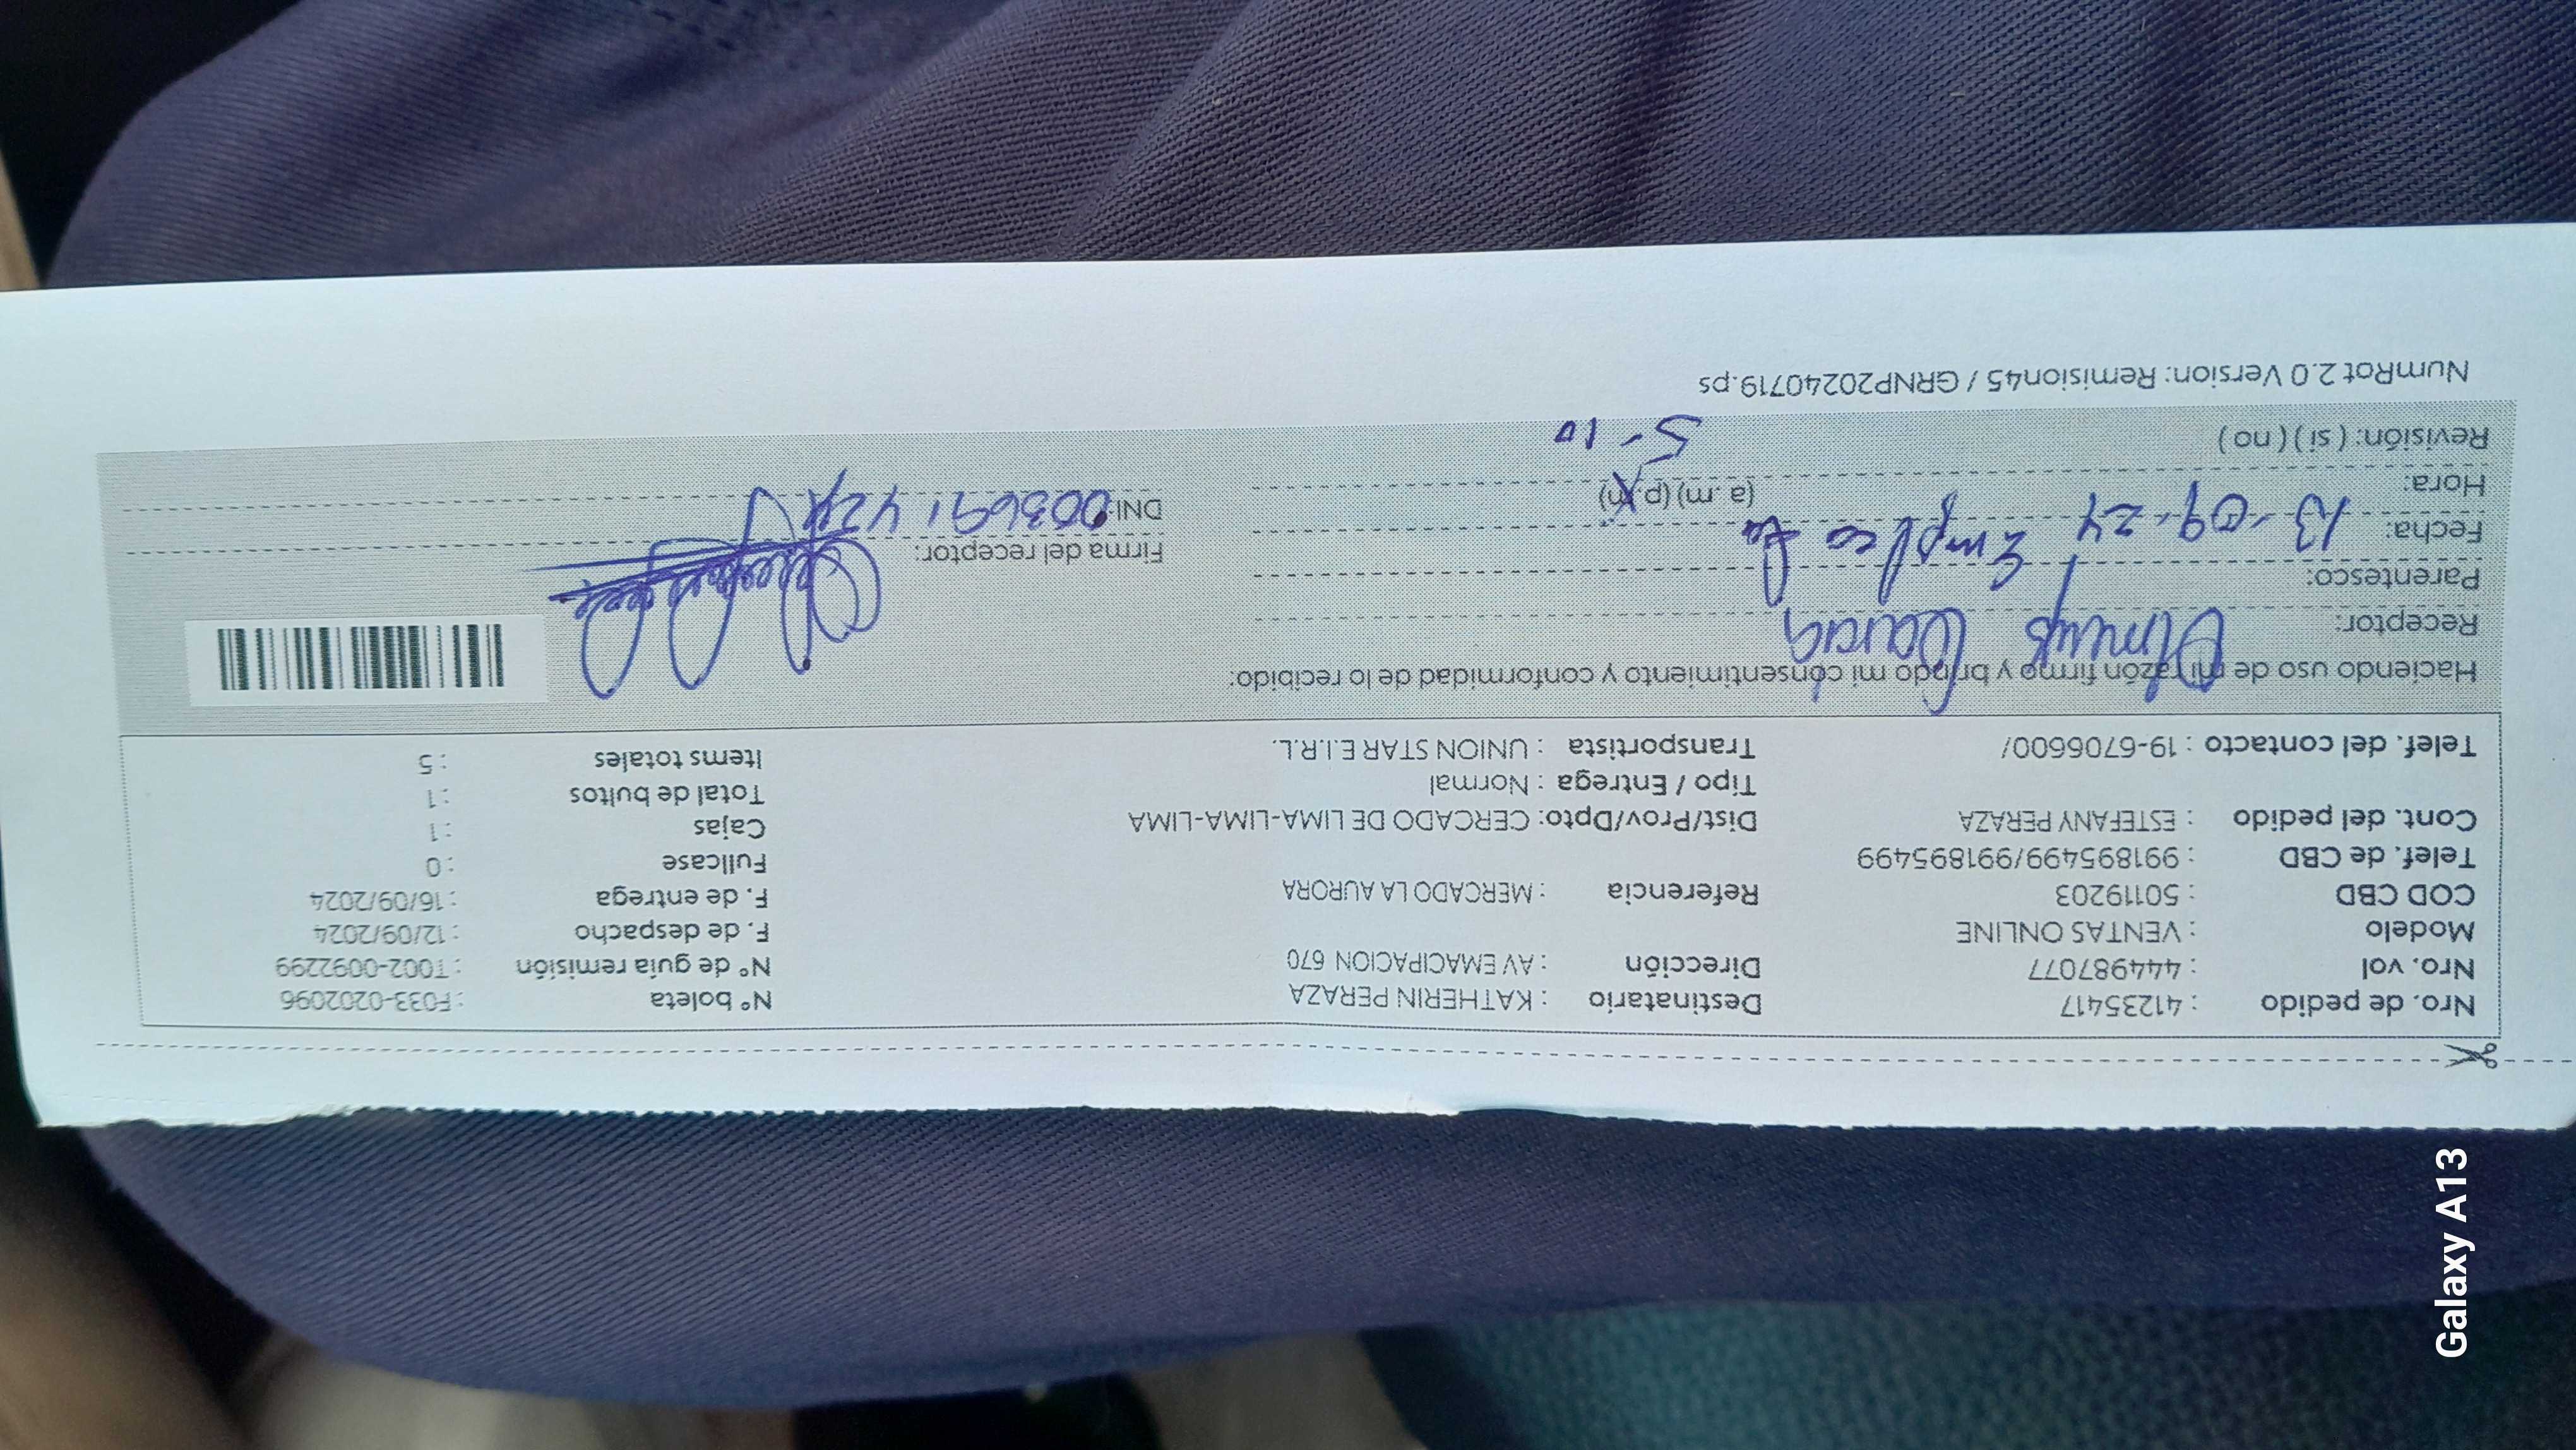 Nro. de pedido : 41235417 Destinatario : KATHERIN PERAZA N° boleta : F033-0202096
Nro. vol : 444987077 Dirección : AV EMACIPACION 670 N° de guía remisión : T002-0092299
Modelo : VENTAS ONLINE F. de despacho : 12/09/2024
COD CBD : 50119203 Referencia : MERCADO LA AURORA F. de entrega : 16/09/2024
Telef. de CBD : 991895499/991895499 Fullcase : 0
Cont. del pedido : ESTEFANY PERAZA Dist/Prov/Dpto: CERCADO DE LIMA-LIMA-LIMA Cajas : 1
Tipo / Entrega : Normal Total de bultos : 1
Telef. del contacto : 19-6706600/ Transportista : UNION STAR E.I.R.L. Items totales : 5
Haciendo uso de mi razón firmo y brindo mi consentimiento y conformidad de lo recibido:
Receptor:
Parentesco: Empleada Firma del receptor:
Fecha: 13-09-24
Hora: (a.m) (p.m) DNI:
Revisión: ( si ) ( no ) 5-10
NumRot 2.0 Version: Remision45 / GRNP20240719.ps
Galaxy A13